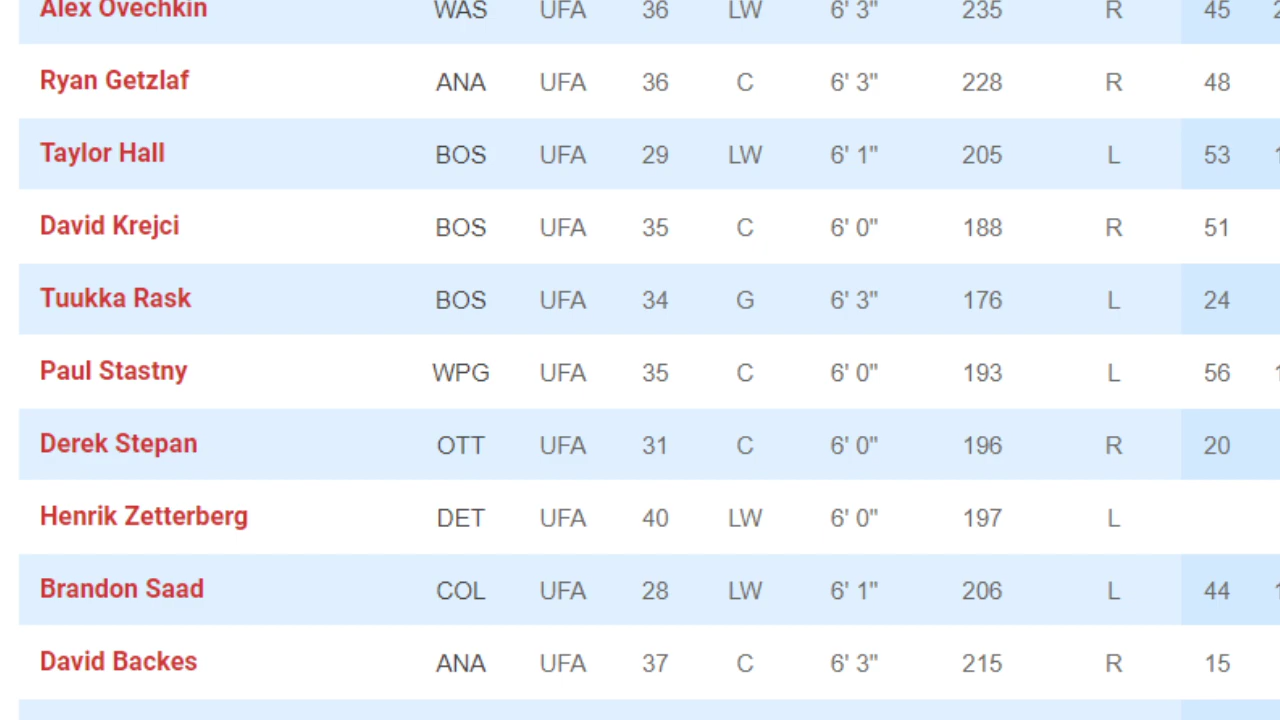 Alex Ovechkin WAS UFA 36 LW 6' 3" 235 R 45
Ryan Getzlaf ANA UFA 36 C 6' 3" 228 R 48
Taylor Hall BOS UFA 29 LW 6' 1" 205 L 53
David Krejci BOS UFA 35 C 6' 0" 188 R 51
Tuukka Rask BOS UFA 34 G 6' 3" 176 L 24
Paul Stastny WPG UFA 35 C 6' 0" 193 L 56
Derek Stepan OTT UFA 31 C 6' 0" 196 R 20
Henrik Zetterberg DET UFA 40 LW 6' 0" 197 L
Brandon Saad COL UFA 28 LW 6' 1" 206 L 44
David Backes ANA UFA 37 C 6' 3" 215 R 15